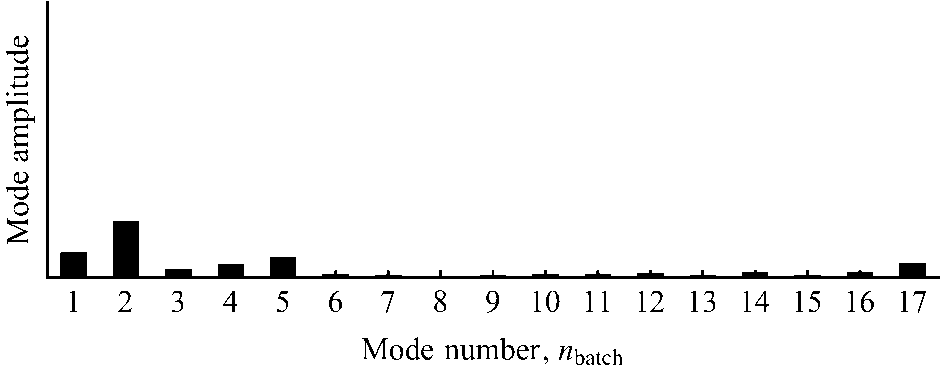 Mode amplitude
1 2 3 4 5 6 7 8 9 10 11 12 13 14 15 16 17
Mode number, n_batch